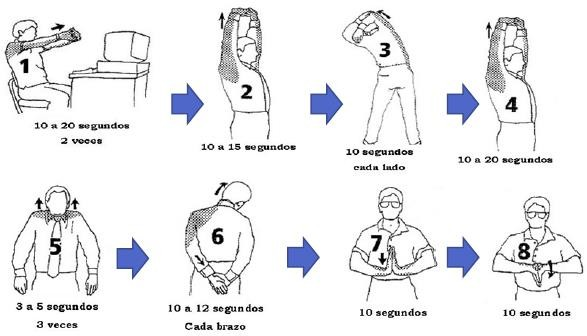 1
10 a 20 segundos
2 veces
2
10 a 15 segundos
3
10 segundos
cada lado
4
10 a 20 segundos
5
3 a 5 segundos
3 veces
6
10 a 12 segundos
Cada brazo
7
10 segundos
8
10 segundos